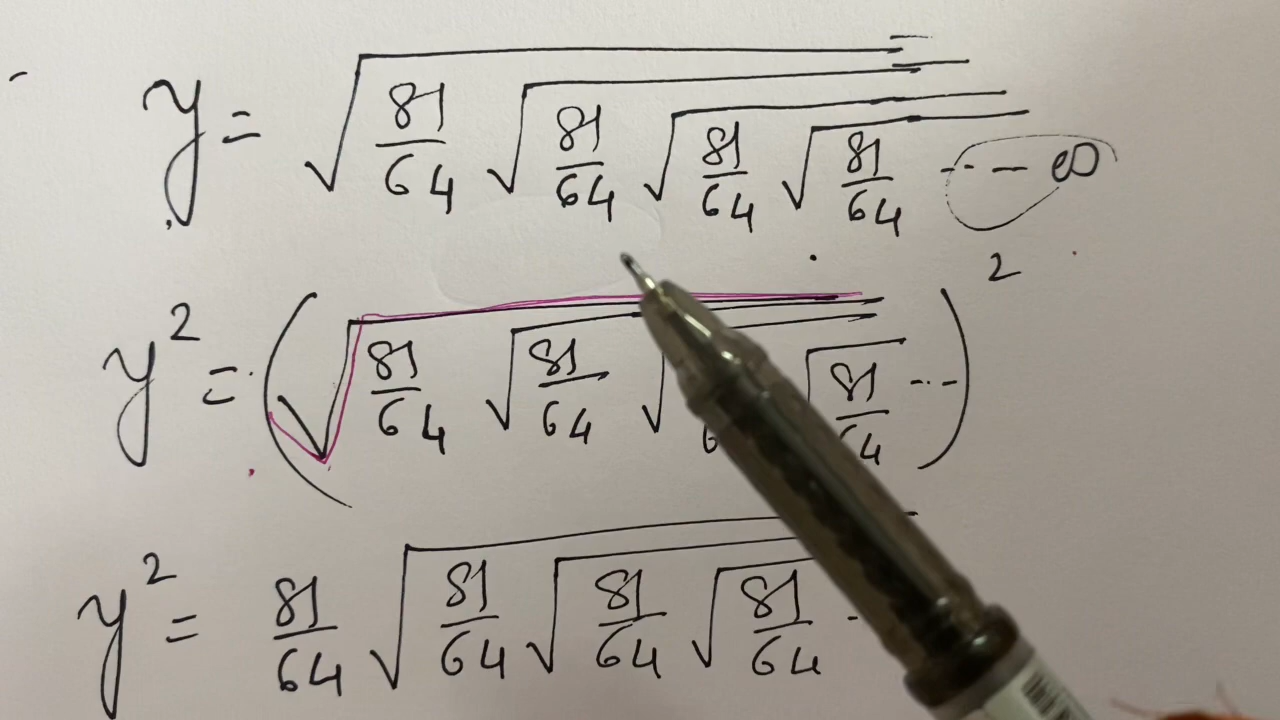 y = √(81/64 √(81/64 √(81/64 √(81/64 ---- ∞
y² = (√(81/64 √(81/64 √( 6 √(81/64 ---)²
y² = 81/64 √(81/64 √(81/64 √(81/64 -